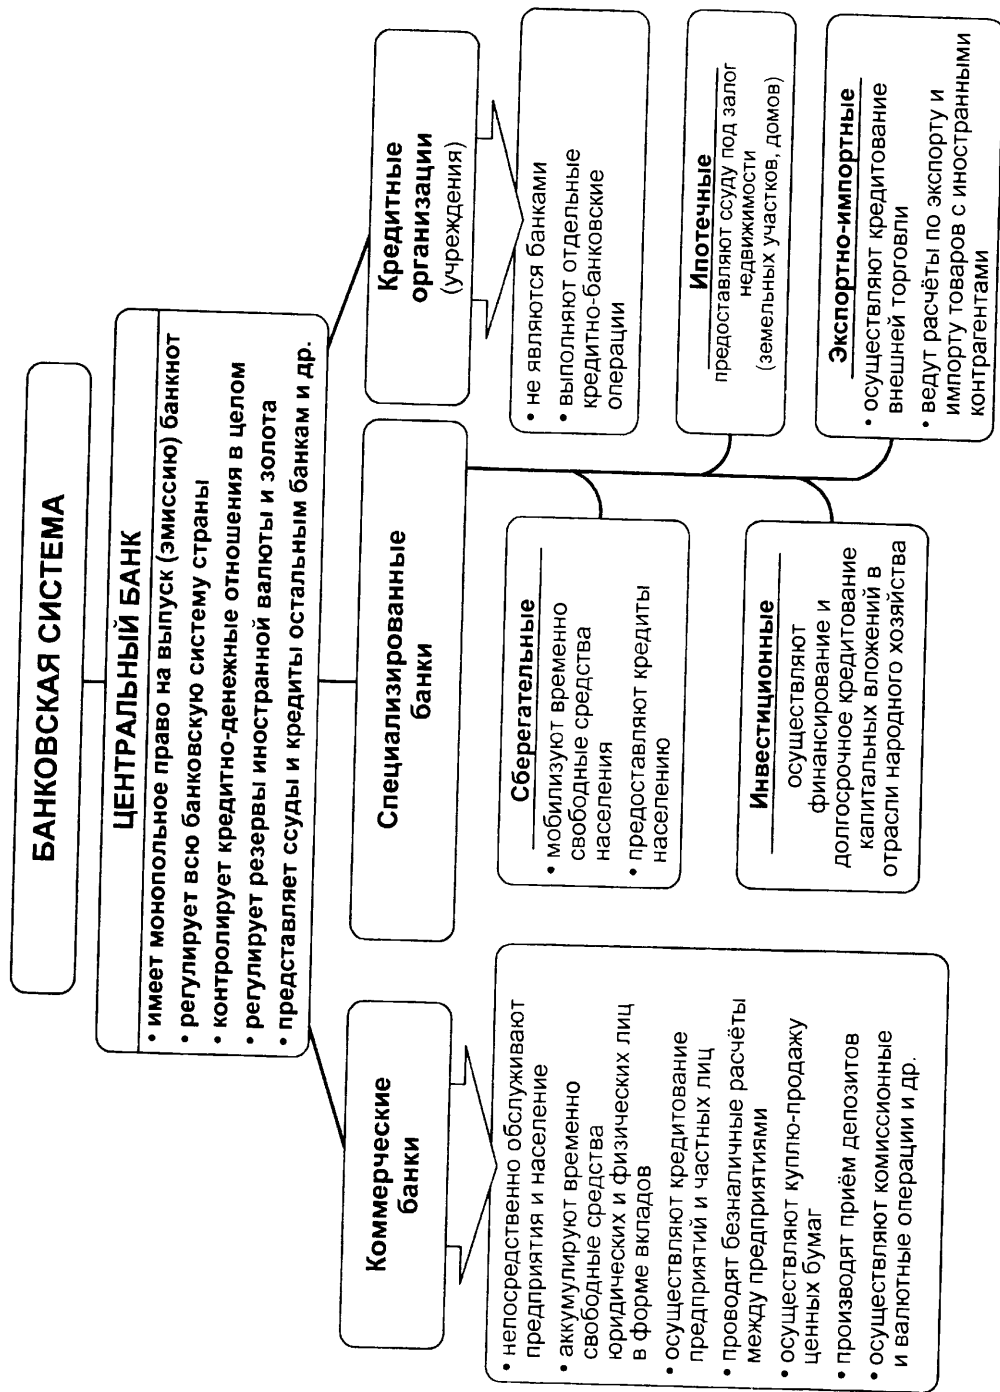 БАНКОВСКАЯ СИСТЕМА
ЦЕНТРАЛЬНЫЙ БАНК
• имеет монопольное право на выпуск (эмиссию) банкнот
• регулирует всю банковскую систему страны
• контролирует кредитно-денежные отношения в целом
• регулирует резервы иностранной валюты и золота
• представляет ссуды и кредиты остальным банкам и др.
Коммерческие
банки
• непосредственно обслуживают
предприятия и население
• аккумулируют временно
свободные средства
юридических и физических лиц
в форме вкладов
• осуществляют кредитование
предприятий и частных лиц
• проводят безналичные расчёты
между предприятиями
• осуществляют куплю-продажу
ценных бумаг
• производят приём депозитов
• осуществляют комиссионные
и валютные операции и др.
Специализированные
банки
Сберегательные
• мобилизуют временно
свободные средства
населения
• предоставляют кредиты
населению
Инвестиционные
осуществляют
финансирование и
долгосрочное кредитование
капитальных вложений в
отрасли народного хозяйства
Кредитные
организации
(учреждения)
• не являются банками
• выполняют отдельные
кредитно-банковские
операции
Ипотечные
предоставляют ссуду под залог
недвижимости
(земельных участков, домов)
Экспортно-импортные
• осуществляют кредитование
внешней торговли
• ведут расчёты по экспорту и
импорту товаров с иностранными
контрагентами